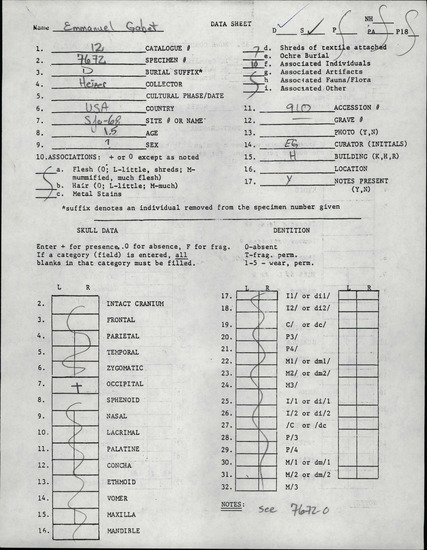 Name Emmanuel Gabet
DATA SHEET
D S F NH PA P18
1. 12 CATALOGUE #
2. 7672 SPECIMEN #
3. D BURIAL SUFFIX*
4. COLLECTOR
5. CULTURAL PHASE/DATE
6. USA COUNTRY
7. SITE # OR NAME
8. 1.5 AGE
9. ? SEX
10. ASSOCIATIONS: + or 0 except as noted
a. Flesh (0; L-little, shreds; M-
mummified, much flesh)
b. Hair (0; L-little; M-much)
c. Metal Stains
d. Shreds of textile attached
e. Ochre Burial
10 f. Associated Individuals
g. Associated Artifacts
h. Associated Fauna/Flora
i. Associated Other
11. 910 ACCESSION #
12. GRAVE #
13. PHOTO (Y,N)
14. EG CURATOR (INITIALS)
15. H BUILDING (K,H,R)
16. LOCATION
17. Y NOTES PRESENT
(Y,N)
*suffix denotes an individual removed from the specimen number given
SKULL DATA
Enter + for presence, 0 for absence, F for frag.
If a category (field) is entered, all
blanks in that category must be filled.
L R
2. INTACT CRANIUM
3. FRONTAL
4. PARIETAL
5. TEMPORAL
6. ZYGOMATIC
7. + OCCIPITAL
8. SPHENOID
9. NASAL
10. LACRIMAL
11. PALATINE
12. CONCHA
13. ETHMOID
14. VOMER
15. MAXILLA
16. MANDIBLE
DENTITION
0-absent
T-frag. perm.
1-5 - wear, perm.
L R L R
17. I1/ or di1/
18. I2/ or di2/
19. C/ or dc/
20. P3/
21. P4/
22. M1/ or dm1/
23. M2/ or dm2/
24. M3/
25. I/1 or di/1
26. I/2 or di/2
27. C/ or /dc
28. P/3
29. P/4
30. M/1 or dm/1
31. M/2 or dm/2
32. M/3
NOTES: see 7672-0